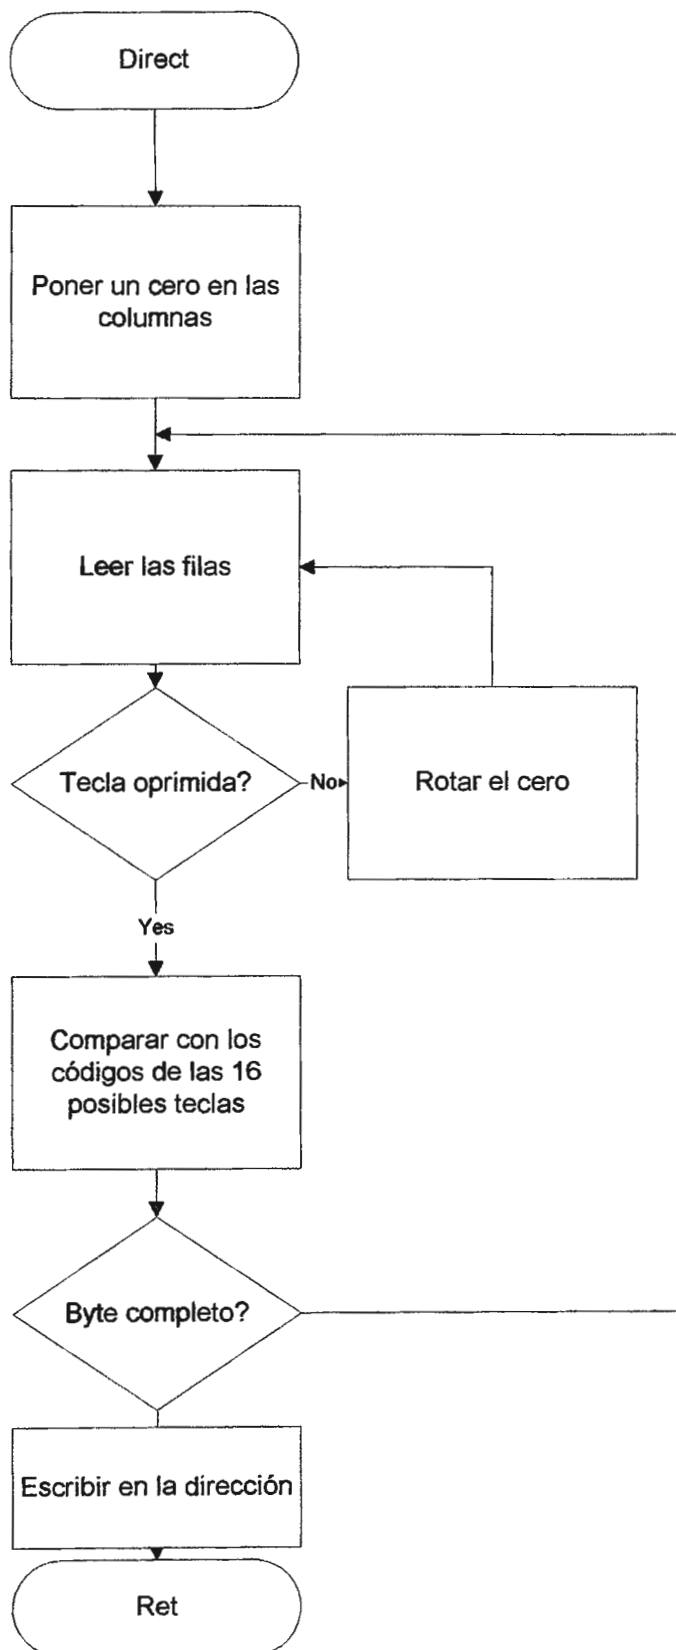 Direct
Poner un cero en las
columnas
Leer las filas
Tecla oprimida?
No
Rotar el cero
Yes
Comparar con los
códigos de las 16
posibles teclas
Byte completo?
Escribir en la dirección
Ret